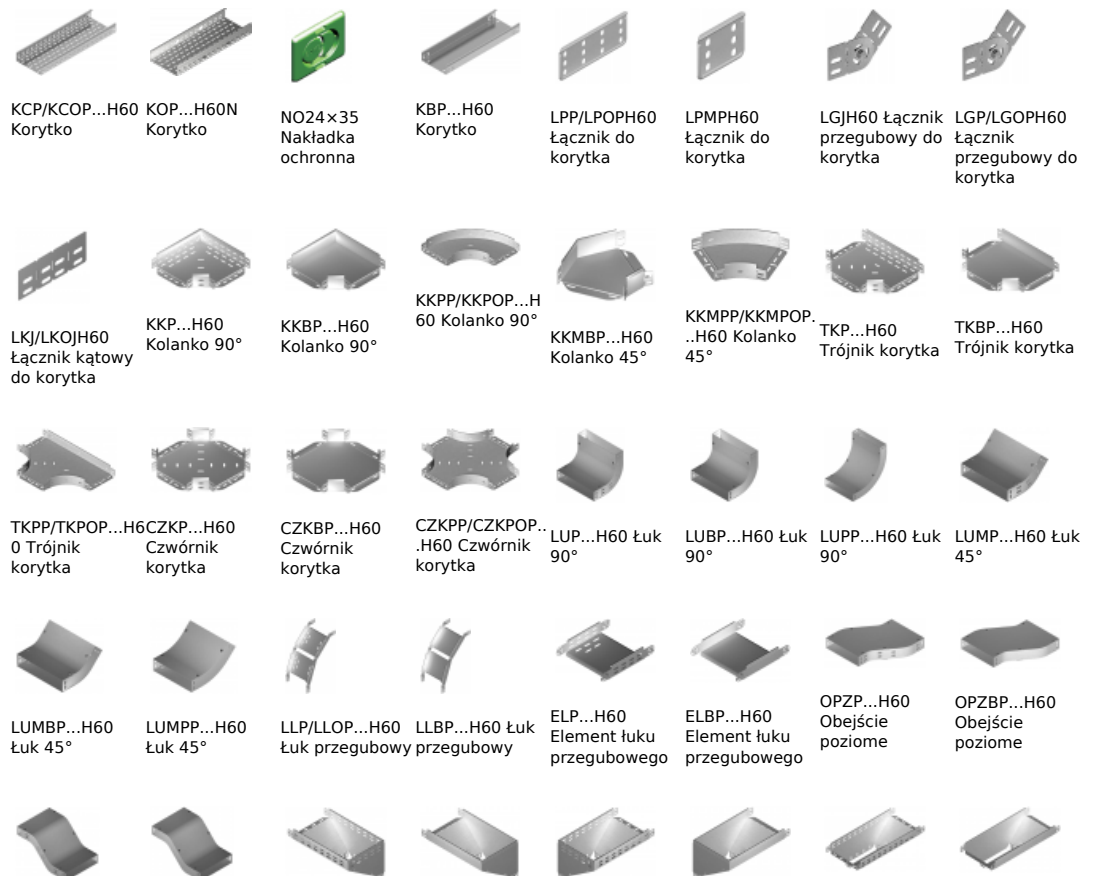 KCP/KCOP...H60
Korytko
KOP...H60N
Korytko
NO24×35
Nakładka
ochronna
KBP...H60
Korytko
LPP/LPOPH60
Łącznik do
korytka
LPMPH60
Łącznik do
korytka
LGJH60 Łącznik
przegubowy do
korytka
LGP/LGOPH60
Łącznik
przegubowy do
korytka
LKJ/LKOJH60
Łącznik kątowy
do korytka
KKP...H60
Kolanko 90°
KKBP...H60
Kolanko 90°
KKPP/KKPOP...H
60 Kolanko 90°
KKMBP...H60
Kolanko 45°
KKMPP/KKMPOP.
..H60 Kolanko
45°
TKP...H60
Trójnik korytka
TKBP...H60
Trójnik korytka
TKPP/TKPOP...H6
0 Trójnik
korytka
CZKP...H60
Czwórnik
korytka
CZKBP...H60
Czwórnik
korytka
CZKPP/CZKPOP..
.H60 Czwórnik
korytka
LUP...H60 Łuk
90°
LUBP...H60 Łuk
90°
LUPP...H60 Łuk
90°
LUMP...H60 Łuk
45°
LUMBP...H60
Łuk 45°
LUMPP...H60
Łuk 45°
LLP/LLOP...H60
Łuk przegubowy
LLBP...H60 Łuk
przegubowy
ELP...H60
Element łuku
przegubowego
ELBP...H60
Element łuku
przegubowego
OPZP...H60
Obejście
poziome
OPZBP...H60
Obejście
poziome